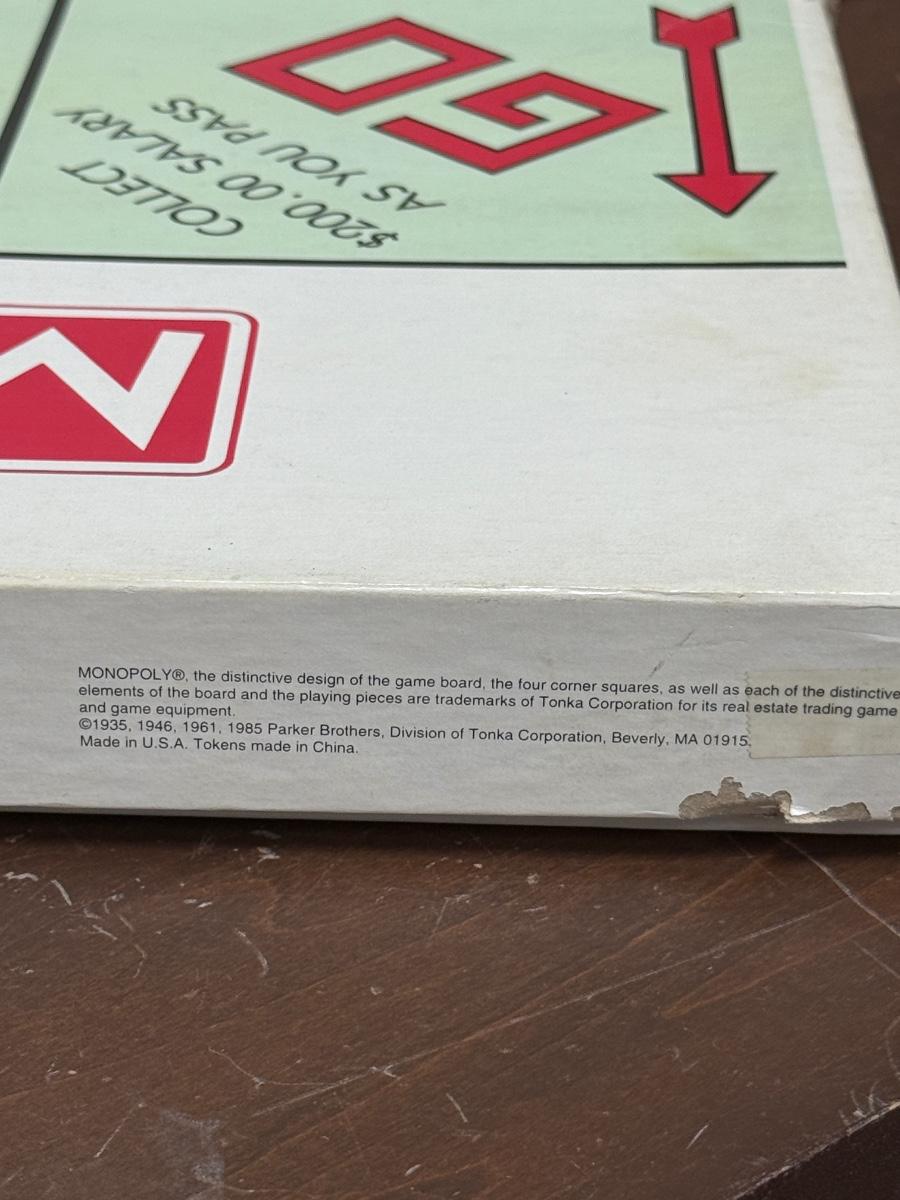 GO
COLLECT
$200.00 SALARY
AS YOU PASS
MONOPOLY®, the distinctive design of the game board, the four corner squares, as well as each of the distinctive
elements of the board and the playing pieces are trademarks of Tonka Corporation for its real estate trading game
and game equipment.
©1935, 1946, 1961, 1985 Parker Brothers, Division of Tonka Corporation, Beverly, MA 01915.
Made in U.S.A. Tokens made in China.